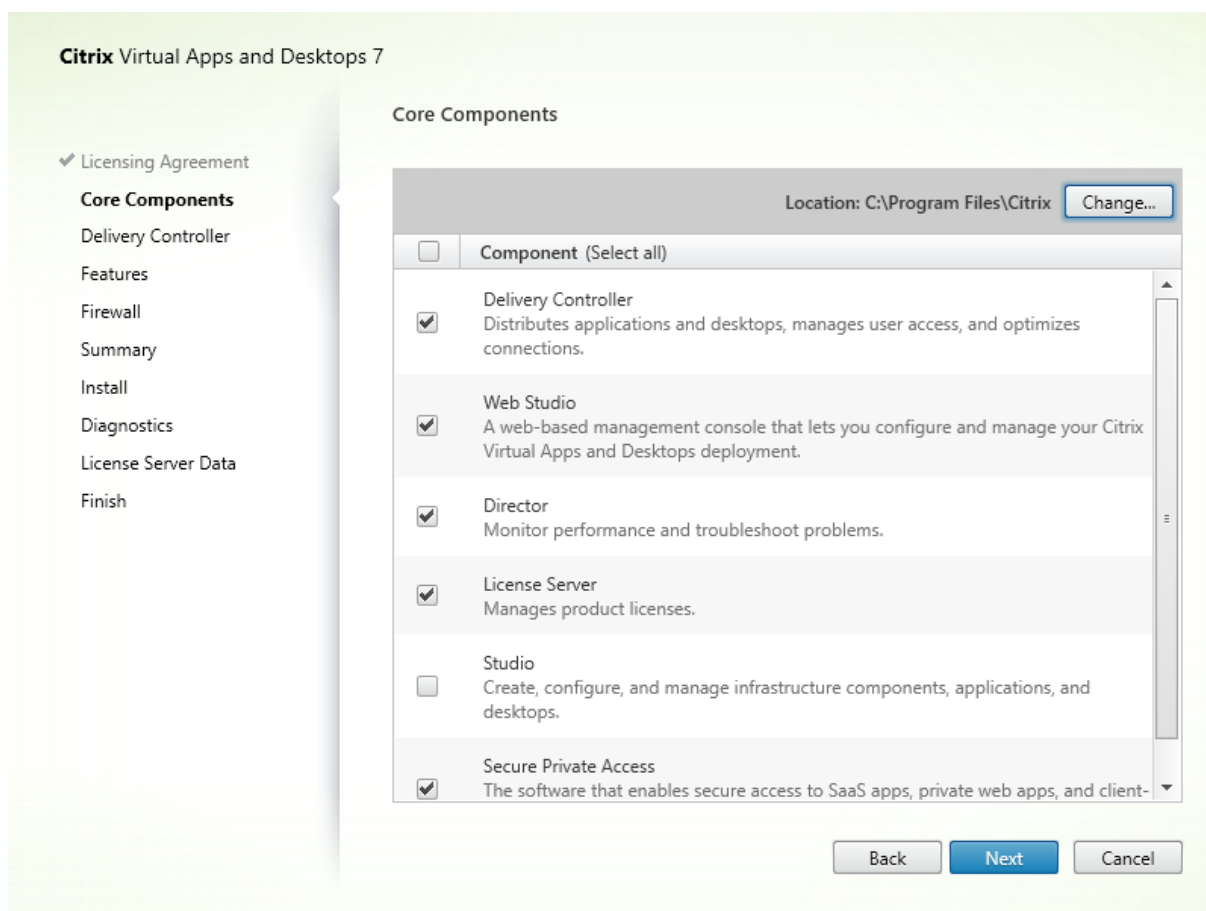 Citrix Virtual Apps and Desktops 7
Core Components
Licensing Agreement
Core Components
Delivery Controller
Features
Firewall
Summary
Install
Diagnostics
License Server Data
Finish
Location: C:\Program Files\Citrix
Change...
Component (Select all)
Delivery Controller
Distributes applications and desktops, manages user access, and optimizes
connections.
Web Studio
A web-based management console that lets you configure and manage your Citrix
Virtual Apps and Desktops deployment.
Director
Monitor performance and troubleshoot problems.
License Server
Manages product licenses.
Studio
Create, configure, and manage infrastructure components, applications, and
desktops.
Secure Private Access
The software that enables secure access to SaaS apps, private web apps, and client-
Back
Next
Cancel